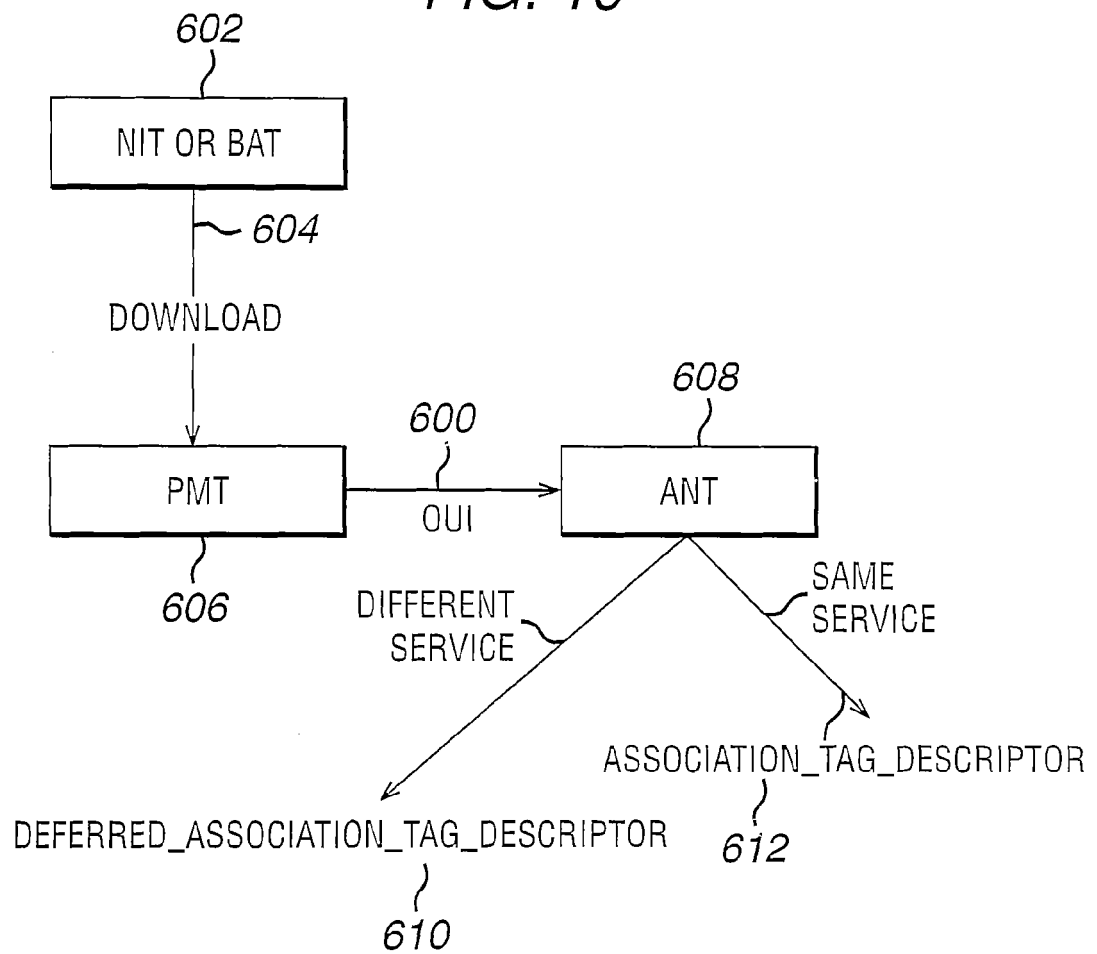 602
NIT OR BAT
604
DOWNLOAD
608
600
PMT
OUI
ANT
606
DIFFERENT
SERVICE
SAME
SERVICE
ASSOCIATION_TAG_DESCRIPTOR
DEFERRED_ASSOCIATION_TAG_DESCRIPTOR
612
610